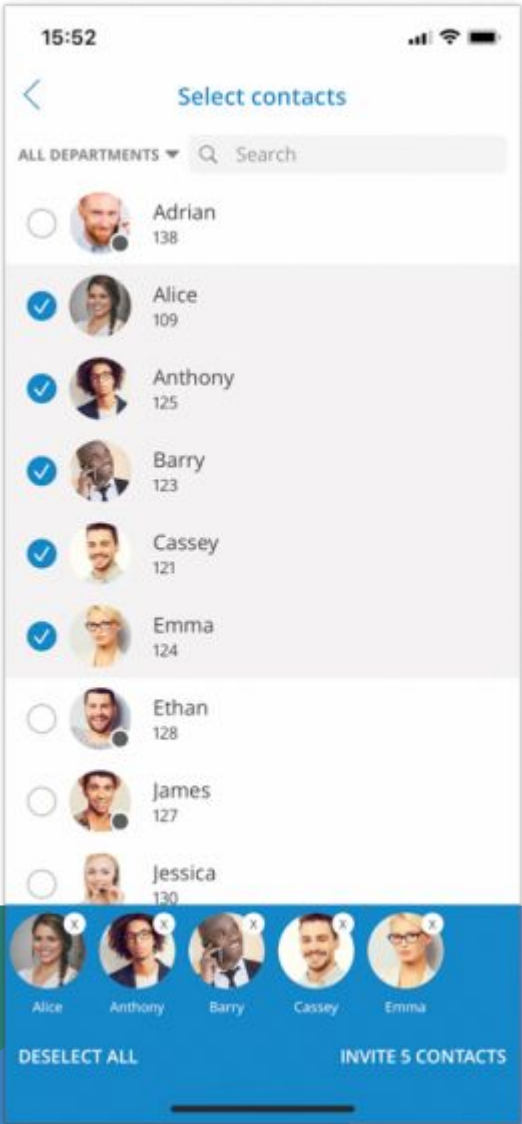 15:52
Select contacts
ALL DEPARTMENTS
Search
Adrian
138
Alice
109
Anthony
125
Barry
123
Cassey
121
Emma
124
Ethan
128
James
127
Jessica
130
X X X X X
Alice Anthony Barry Cassey Emma
DESELECT ALL INVITE 5 CONTACTS